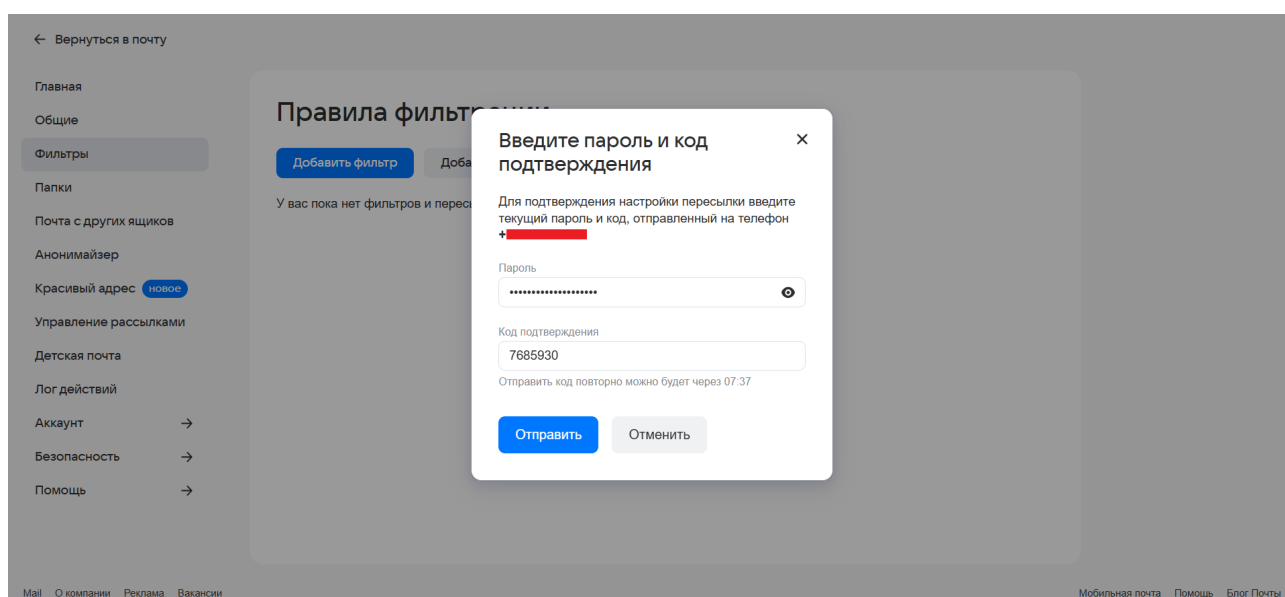 ← Вернуться в почту
Главная
Общие
Фильтры
Папки
Почта с других ящиков
Анонимайзер
Красивый адрес новое
Управление рассылками
Детская почта
Лог действий
Аккаунт →
Безопасность →
Помощь →
Правила
Добавить фильтр
У вас пока нет фильтров и
Введите пароль и код
подтверждения
Для подтверждения настройки пересылки введите
текущий пароль и код, отправленный на телефон
+
Пароль
••••••••••••••••••••
Код подтверждения
7685930
Отправить код повторно можно будет через 07:37
Отправить Отменить
Mail О компании Реклама Вакансии
Мобильная почта Помощь Блог Почты